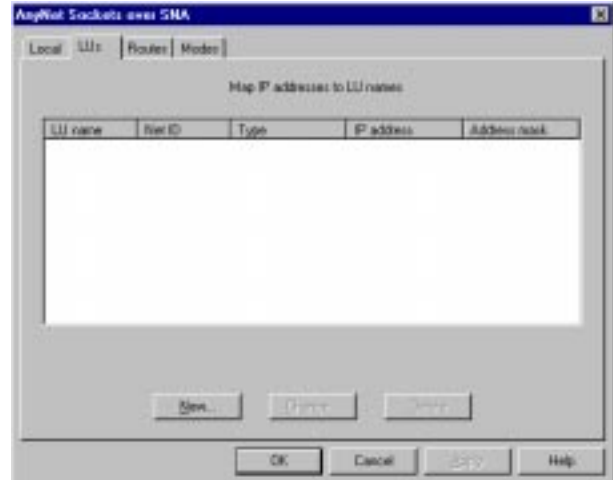 AnyNet Sockets over SNA
Local LUs Routes Modes
Map IP addresses to LU names
LU name Net ID Type IP address Address mask
New...
OK Cancel Help